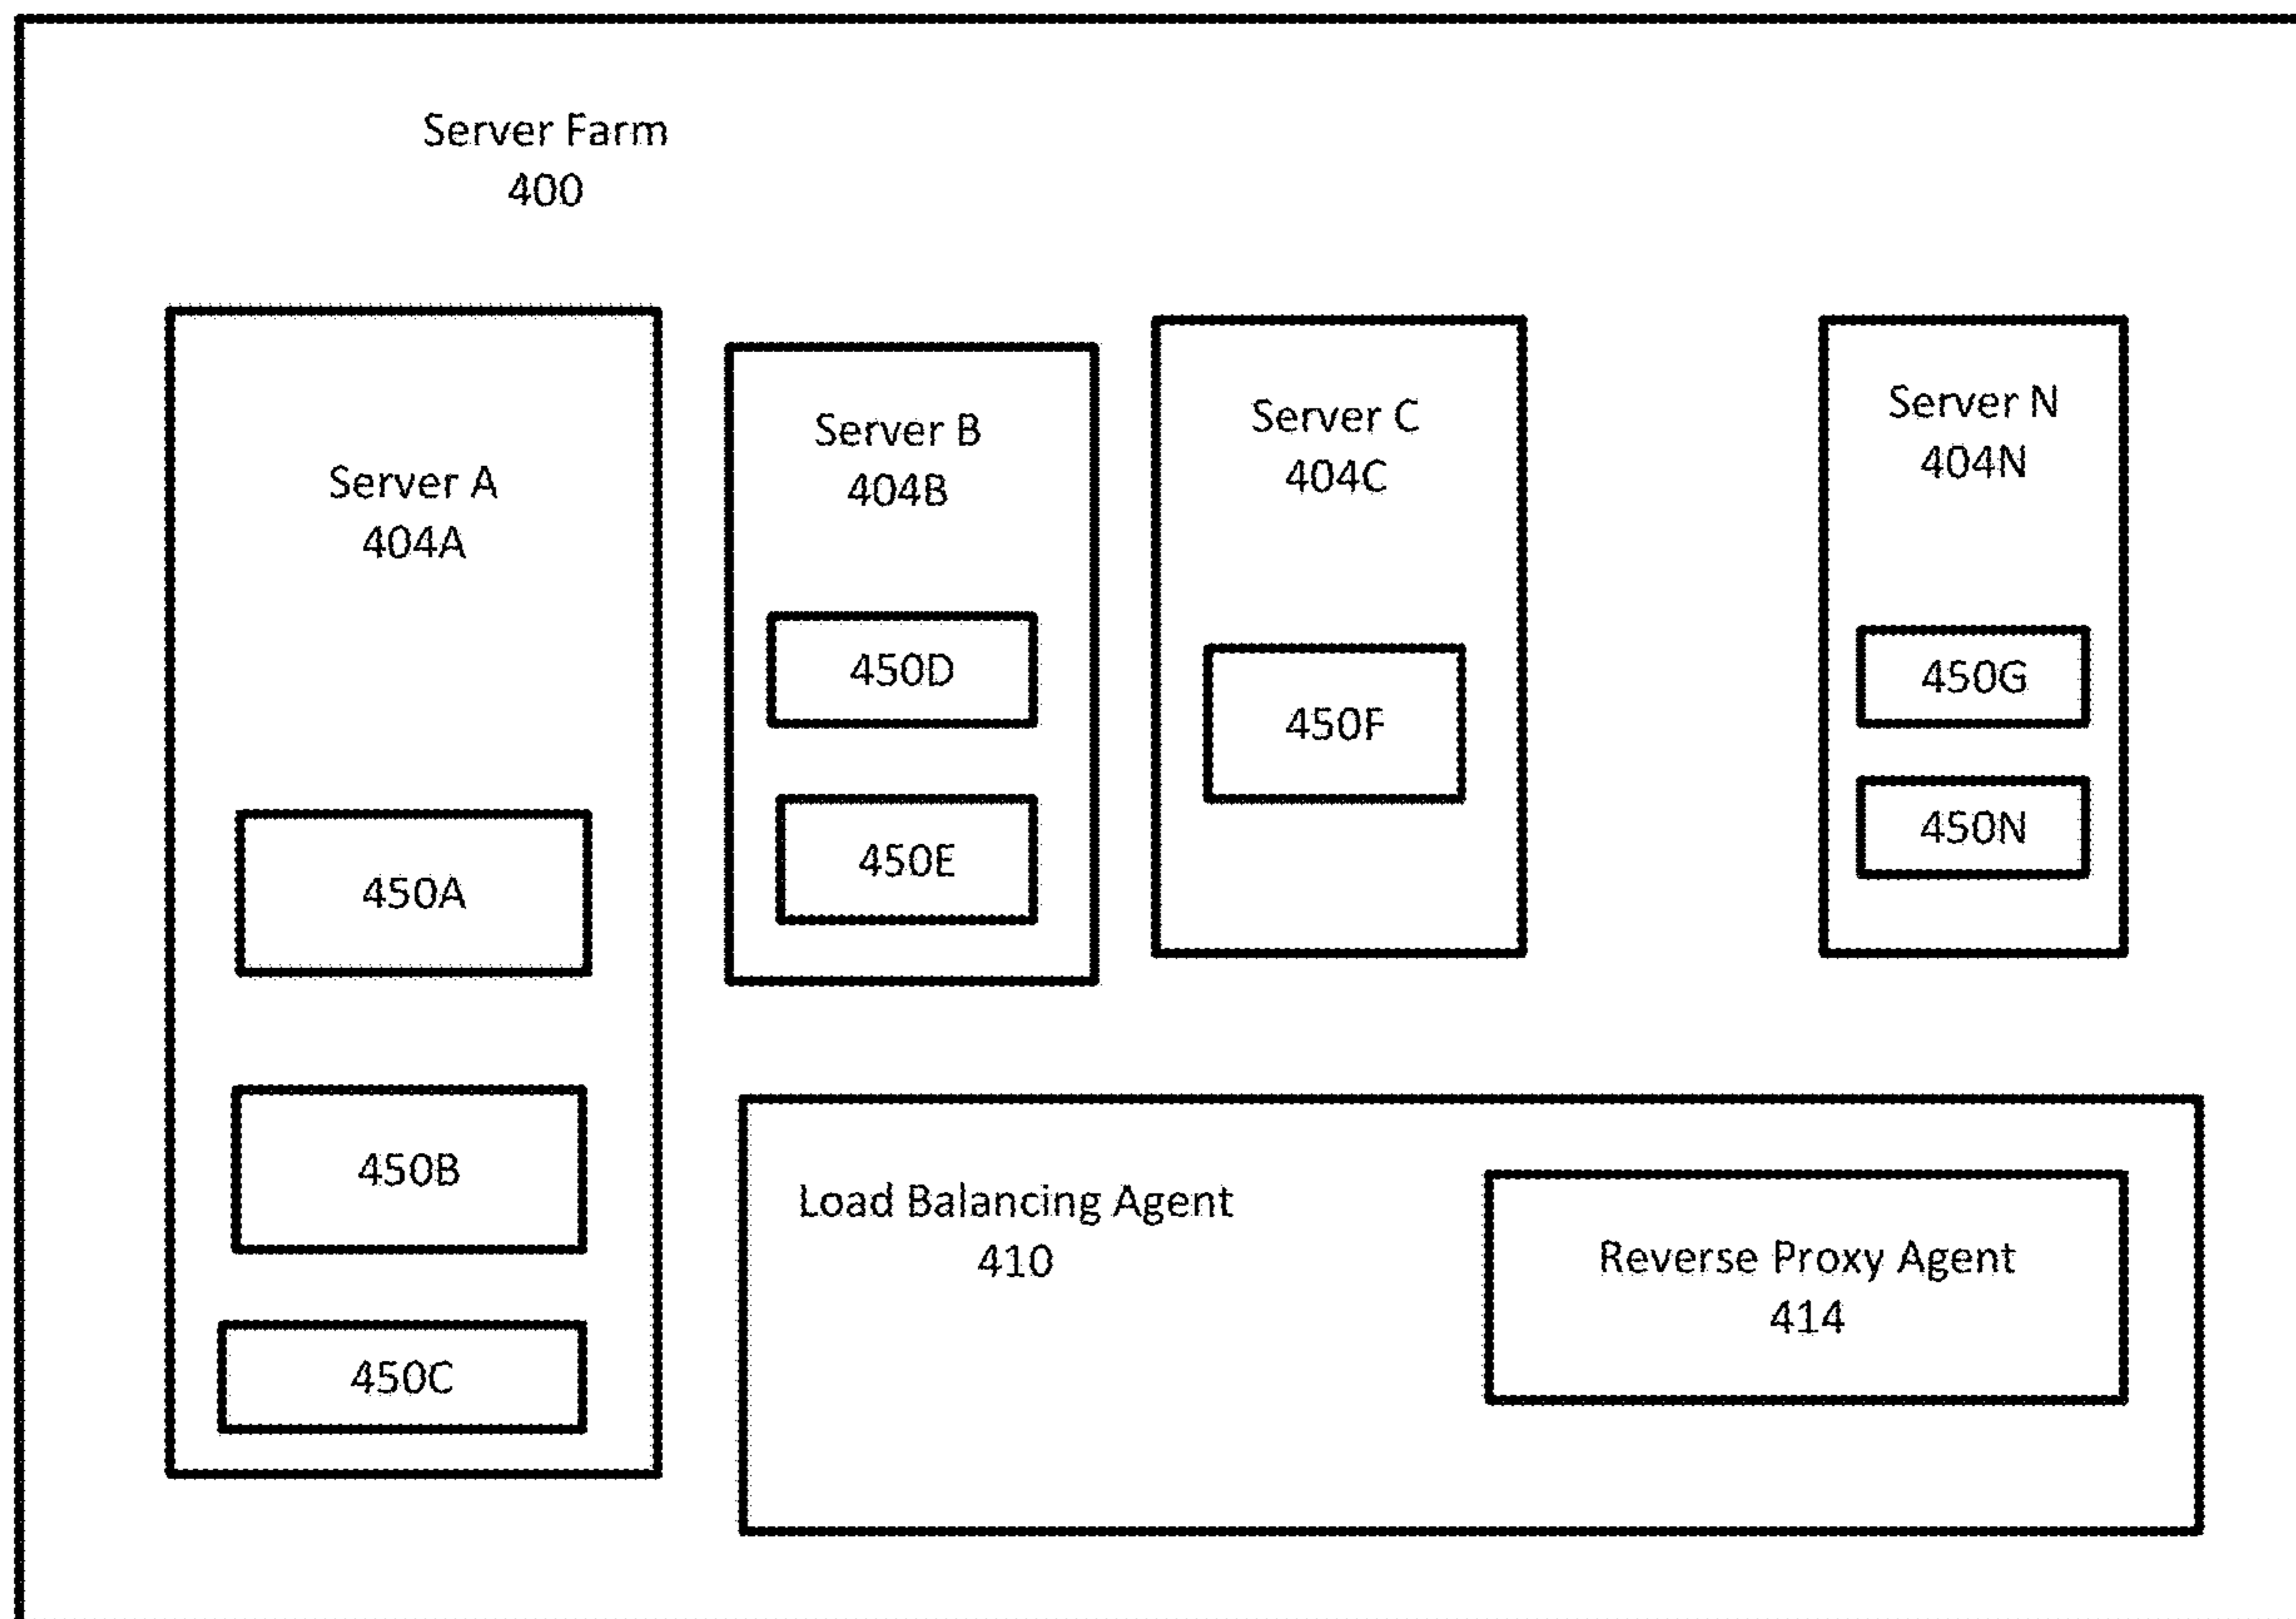 Server Farm
400
Server A
404A
450A
450B
450C
Server B
404B
450D
450E
Server C
404C
450F
Server N
404N
450G
450N
Load Balancing Agent
410
Reverse Proxy Agent
414